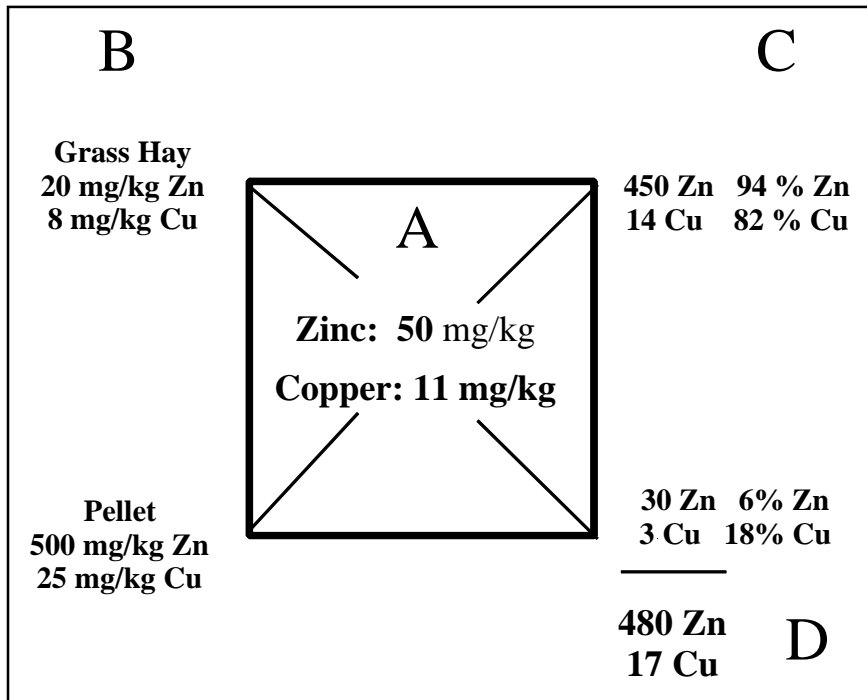 B
C
Grass Hay
20 mg/kg Zn
8 mg/kg Cu
A
450 Zn 94 % Zn
14 Cu 82 % Cu
Zinc: 50 mg/kg
Copper: 11 mg/kg
Pellet
500 mg/kg Zn
25 mg/kg Cu
30 Zn 6% Zn
3 Cu 18% Cu
480 Zn
17 Cu
D